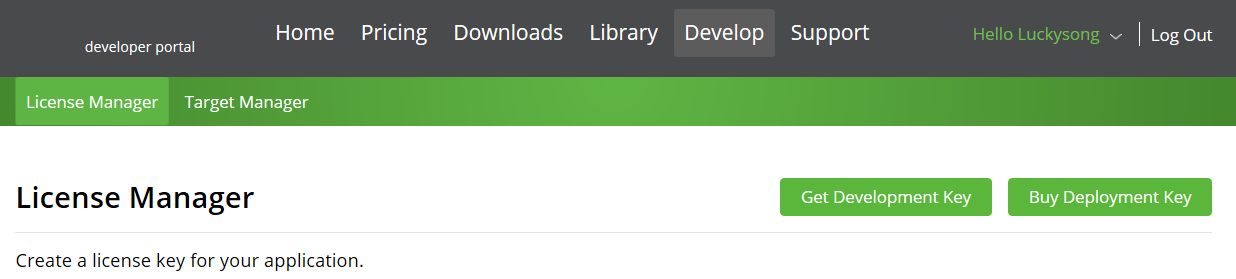 developer portal Home Pricing Downloads Library Develop Support Hello Luckysong Log Out
License Manager Target Manager
License Manager Get Development Key Buy Deployment Key
Create a license key for your application.